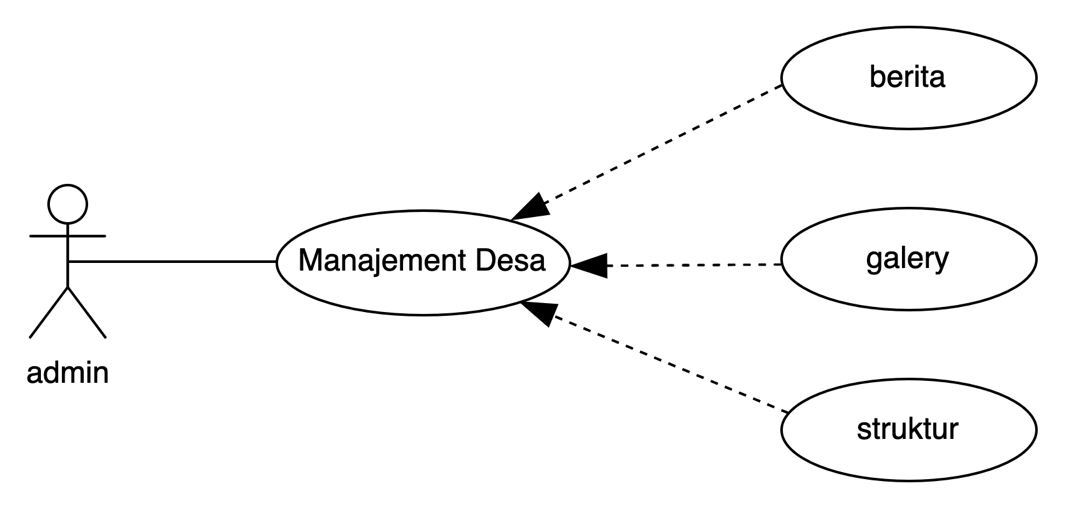 berita
Manajement Desa
galery
admin
struktur